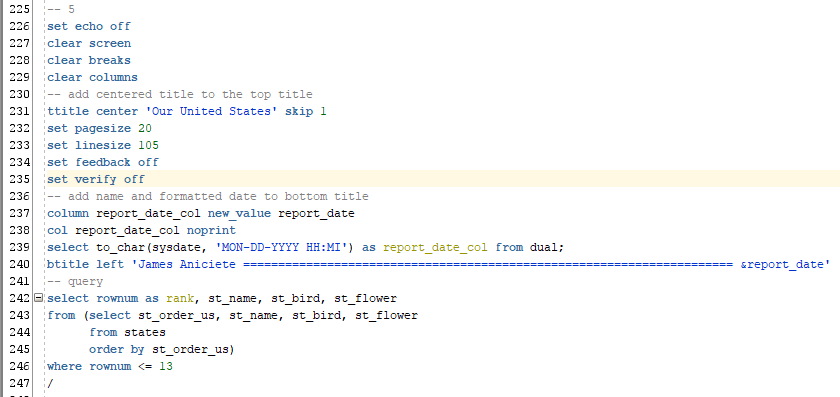 225 -- 5
226 set echo off
227 clear screen
228 clear breaks
229 clear columns
230 -- add centered title to the top title
231 ttitle center 'Our United States' skip 1
232 set pagesize 20
233 set linesize 105
234 set feedback off
235 set verify off
236 -- add name and formatted date to bottom title
237 column report_date_col new_value report_date
238 col report_date_col noprint
239 select to_char(sysdate, 'MON-DD-YYYY HH:MI') as report_date_col from dual;
240 btitle left 'James Aniciete ====================================================================== &report_date'
241 -- query
242 select rownum as rank, st_name, st_bird, st_flower
243 from (select st_order_us, st_name, st_bird, st_flower
244       from states
245       order by st_order_us)
246 where rownum <= 13
247 /